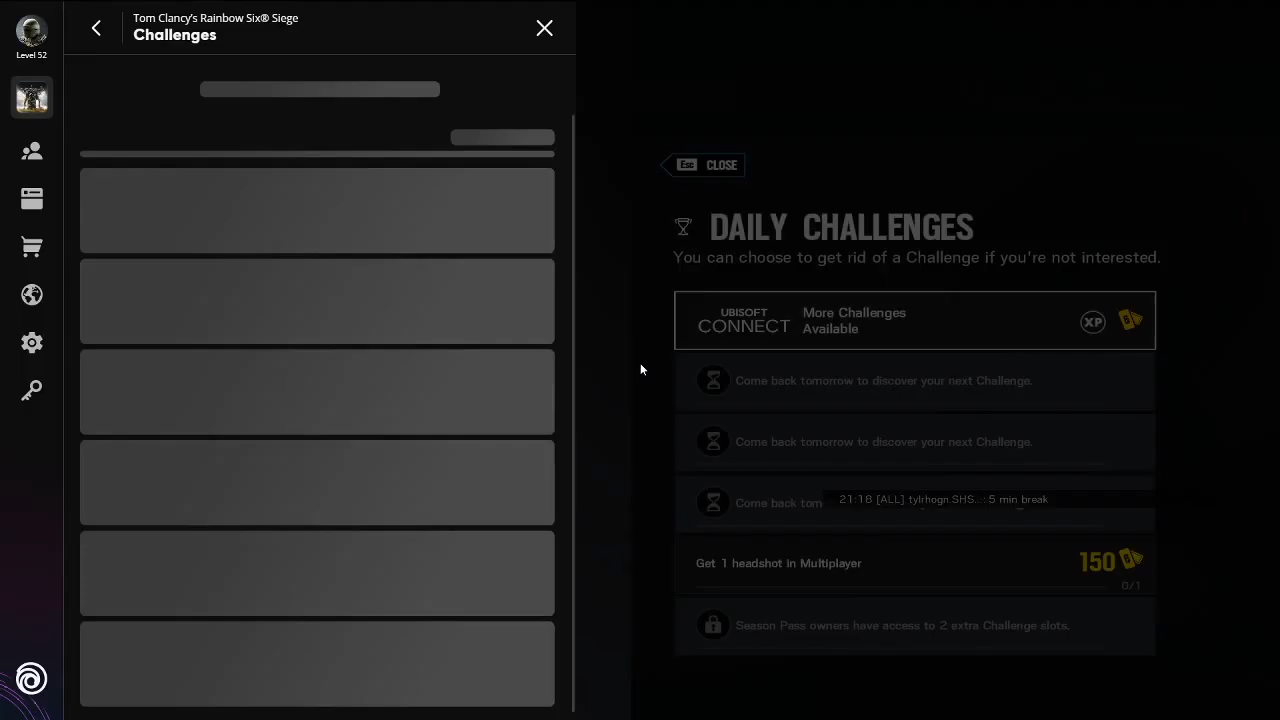 Tom Clancy's Rainbow Six® Siege
Challenges
Level 52
Esc CLOSE
DAILY CHALLENGES
You can choose to get rid of a Challenge if you're not interested.
UBISOFT
CONNECT
More Challenges
Available
XP
Come back tomorrow to discover your next Challenge.
Come back tomorrow to discover your next Challenge.
Come back tom
21:18 [ALL] tylrhogn.SHS...: 5 min break
Get 1 headshot in Multiplayer
150
0/1
Season Pass owners have access to 2 extra Challenge slots.